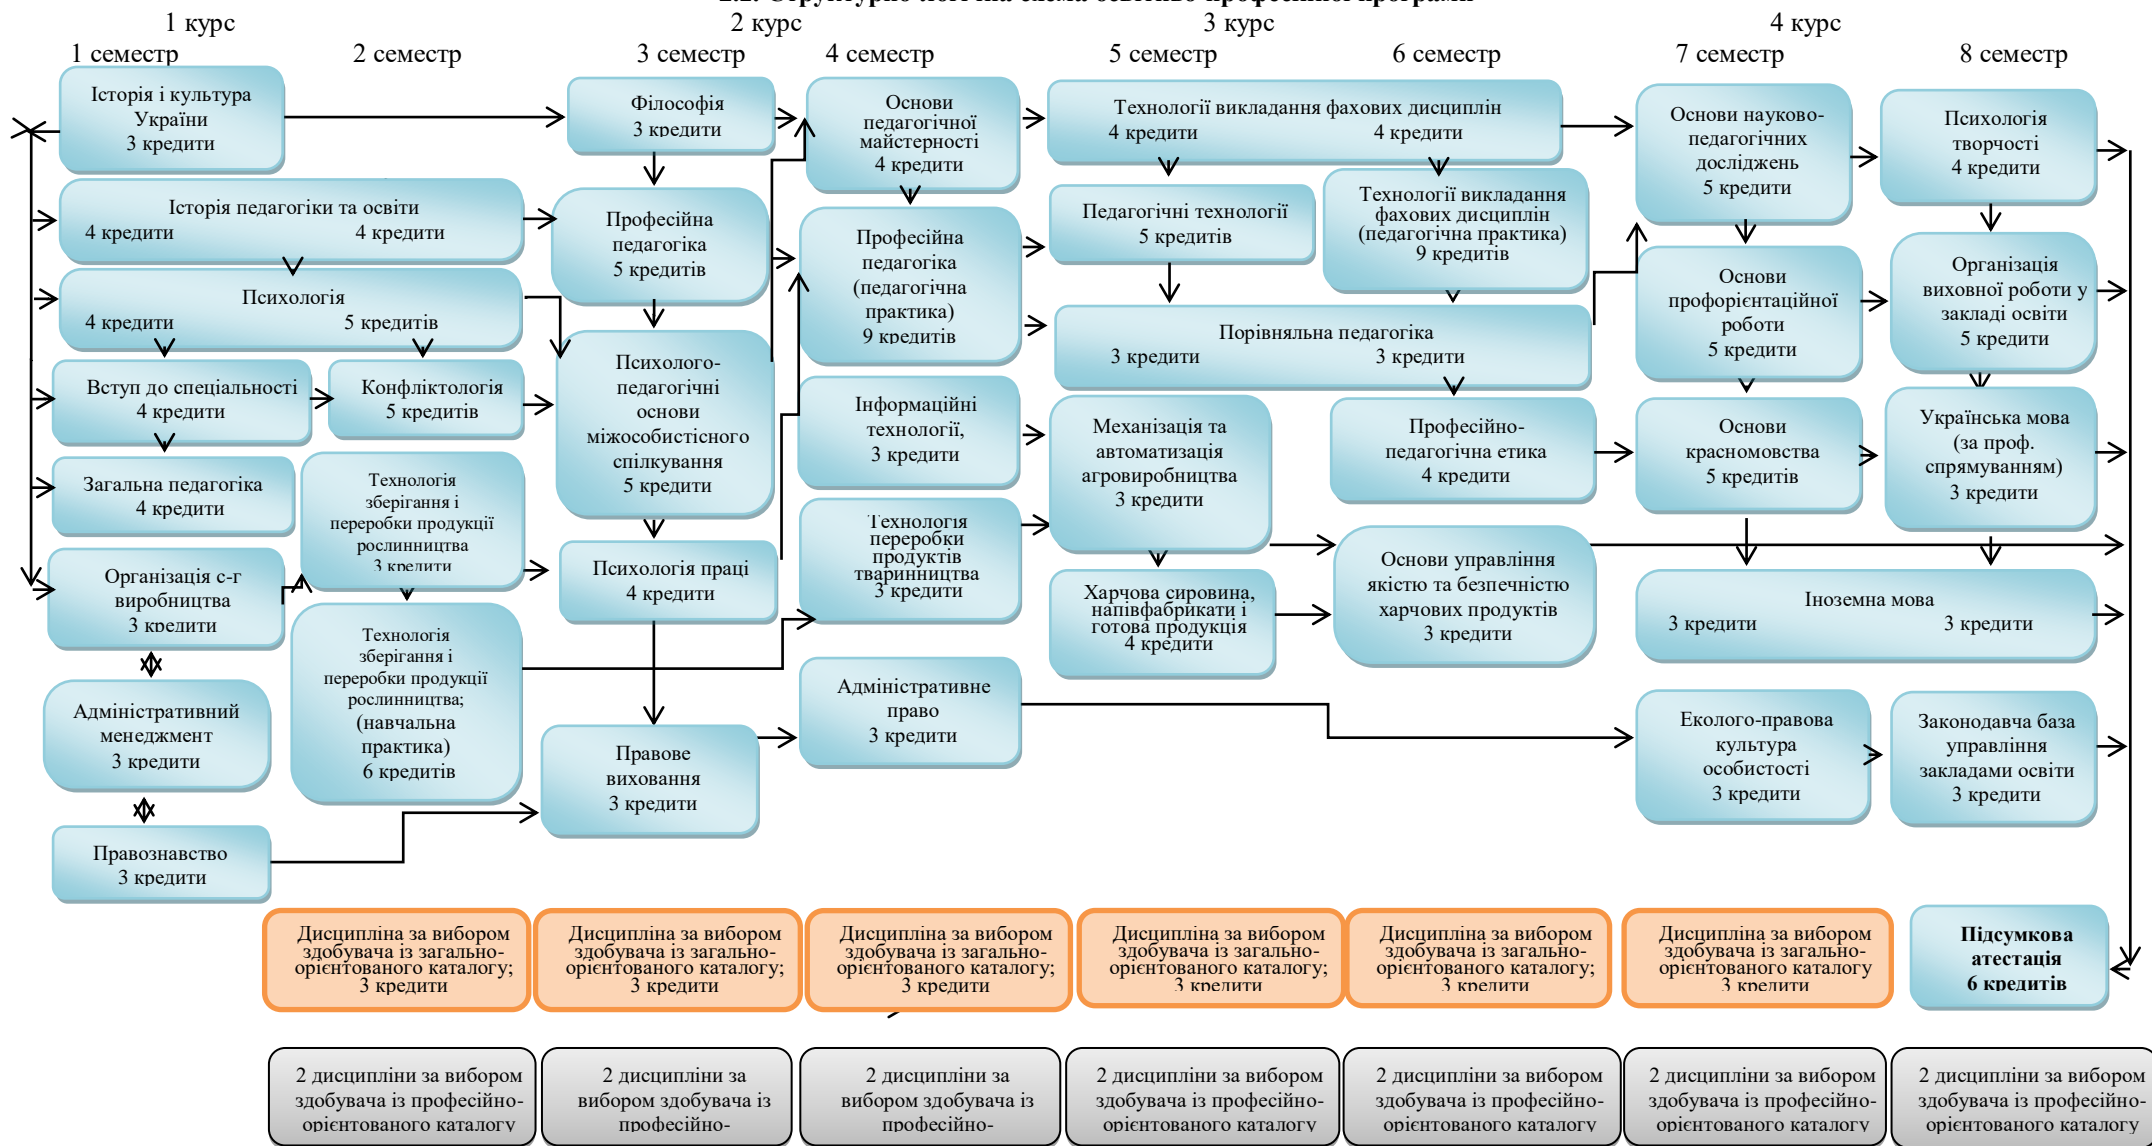 2.2. Структурно-логічна схема освітньо-професійної програми
1 курс
2 курс
3 курс
4 курс
1 семестр
2 семестр
3 семестр
4 семестр
5 семестр
6 семестр
7 семестр
8 семестр
Історія і культура
України
3 кредити
Філософія
3 кредити
Основи
педагогічної
майстерності
4 кредити
Технології викладання фахових дисциплін
4 кредити
4 кредити
Основи науково-
педагогічних
досліджень
5 кредити
Психологія
творчості
4 кредити
Історія педагогіки та освіти
4 кредити
4 кредити
Професійна
педагогіка
5 кредитів
Професійна
педагогіка
(педагогічна
практика)
9 кредитів
Педагогічні технології
5 кредитів
Технології викладання
фахових дисциплін
(педагогічна практика)
9 кредитів
Основи
профорієнтаційної
роботи
5 кредити
Організація
виховної роботи у
закладі освіти
5 кредити
Психологія
4 кредити
5 кредитів
Порівняльна педагогіка
3 кредити
3 кредити
Вступ до спеціальності
4 кредити
Конфліктологія
5 кредитів
Психолого-
педагогічні
основи
міжособистісного
спілкування
5 кредити
Інформаційні
технології,
3 кредити
Механізація та
автоматизація
агровиробництва
3 кредити
Професійно-
педагогічна етика
4 кредити
Основи
красномовства
5 кредитів
Українська мова
(за проф.
спрямуванням)
3 кредити
Загальна педагогіка
4 кредити
Технологія
зберігання і
переробки продукції
рослинництва
3 кредити
Технологія
переробки
продуктів
тваринництва
3 кредити
Організація с-г
виробництва
3 кредити
Психологія праці
4 кредити
Харчова сировина,
напівфабрикати і
готова продукція
4 кредити
Основи управління
якістю та безпечністю
харчових продуктів
3 кредити
Іноземна мова
3 кредити
3 кредити
Технологія
зберігання і
переробки продукції
рослинництва;
(навчальна
практика)
6 кредитів
Адміністративний
менеджмент
3 кредити
Правове
виховання
3 кредити
Адміністративне
право
3 кредити
Еколого-правова
культура
особистості
3 кредити
Законодавча база
управління
закладами освіти
3 кредити
Правознавство
3 кредити
Дисципліна за вибором
здобувача із загально-
орієнтованого каталогу;
3 кредити
Дисципліна за вибором
здобувача із загально-
орієнтованого каталогу;
3 кредити
Дисципліна за вибором
здобувача із загально-
орієнтованого каталогу;
3 кредити
Дисципліна за вибором
здобувача із загально-
орієнтованого каталогу;
3 кредити
Дисципліна за вибором
здобувача із загально-
орієнтованого каталогу;
3 кредити
Дисципліна за вибором
здобувача із загально-
орієнтованого каталогу
3 кредити
Підсумкова
атестація
6 кредитів
2 дисципліни за вибором
здобувача із професійно-
орієнтованого каталогу
2 дисципліни за
вибором здобувача із
професійно-
2 дисципліни за
вибором здобувача із
професійно-
2 дисципліни за вибором
здобувача із професійно-
орієнтованого каталогу
2 дисципліни за вибором
здобувача із професійно-
орієнтованого каталогу
2 дисципліни за вибором
здобувача із професійно-
орієнтованого каталогу
2 дисципліни за вибором
здобувача із професійно-
орієнтованого каталогу